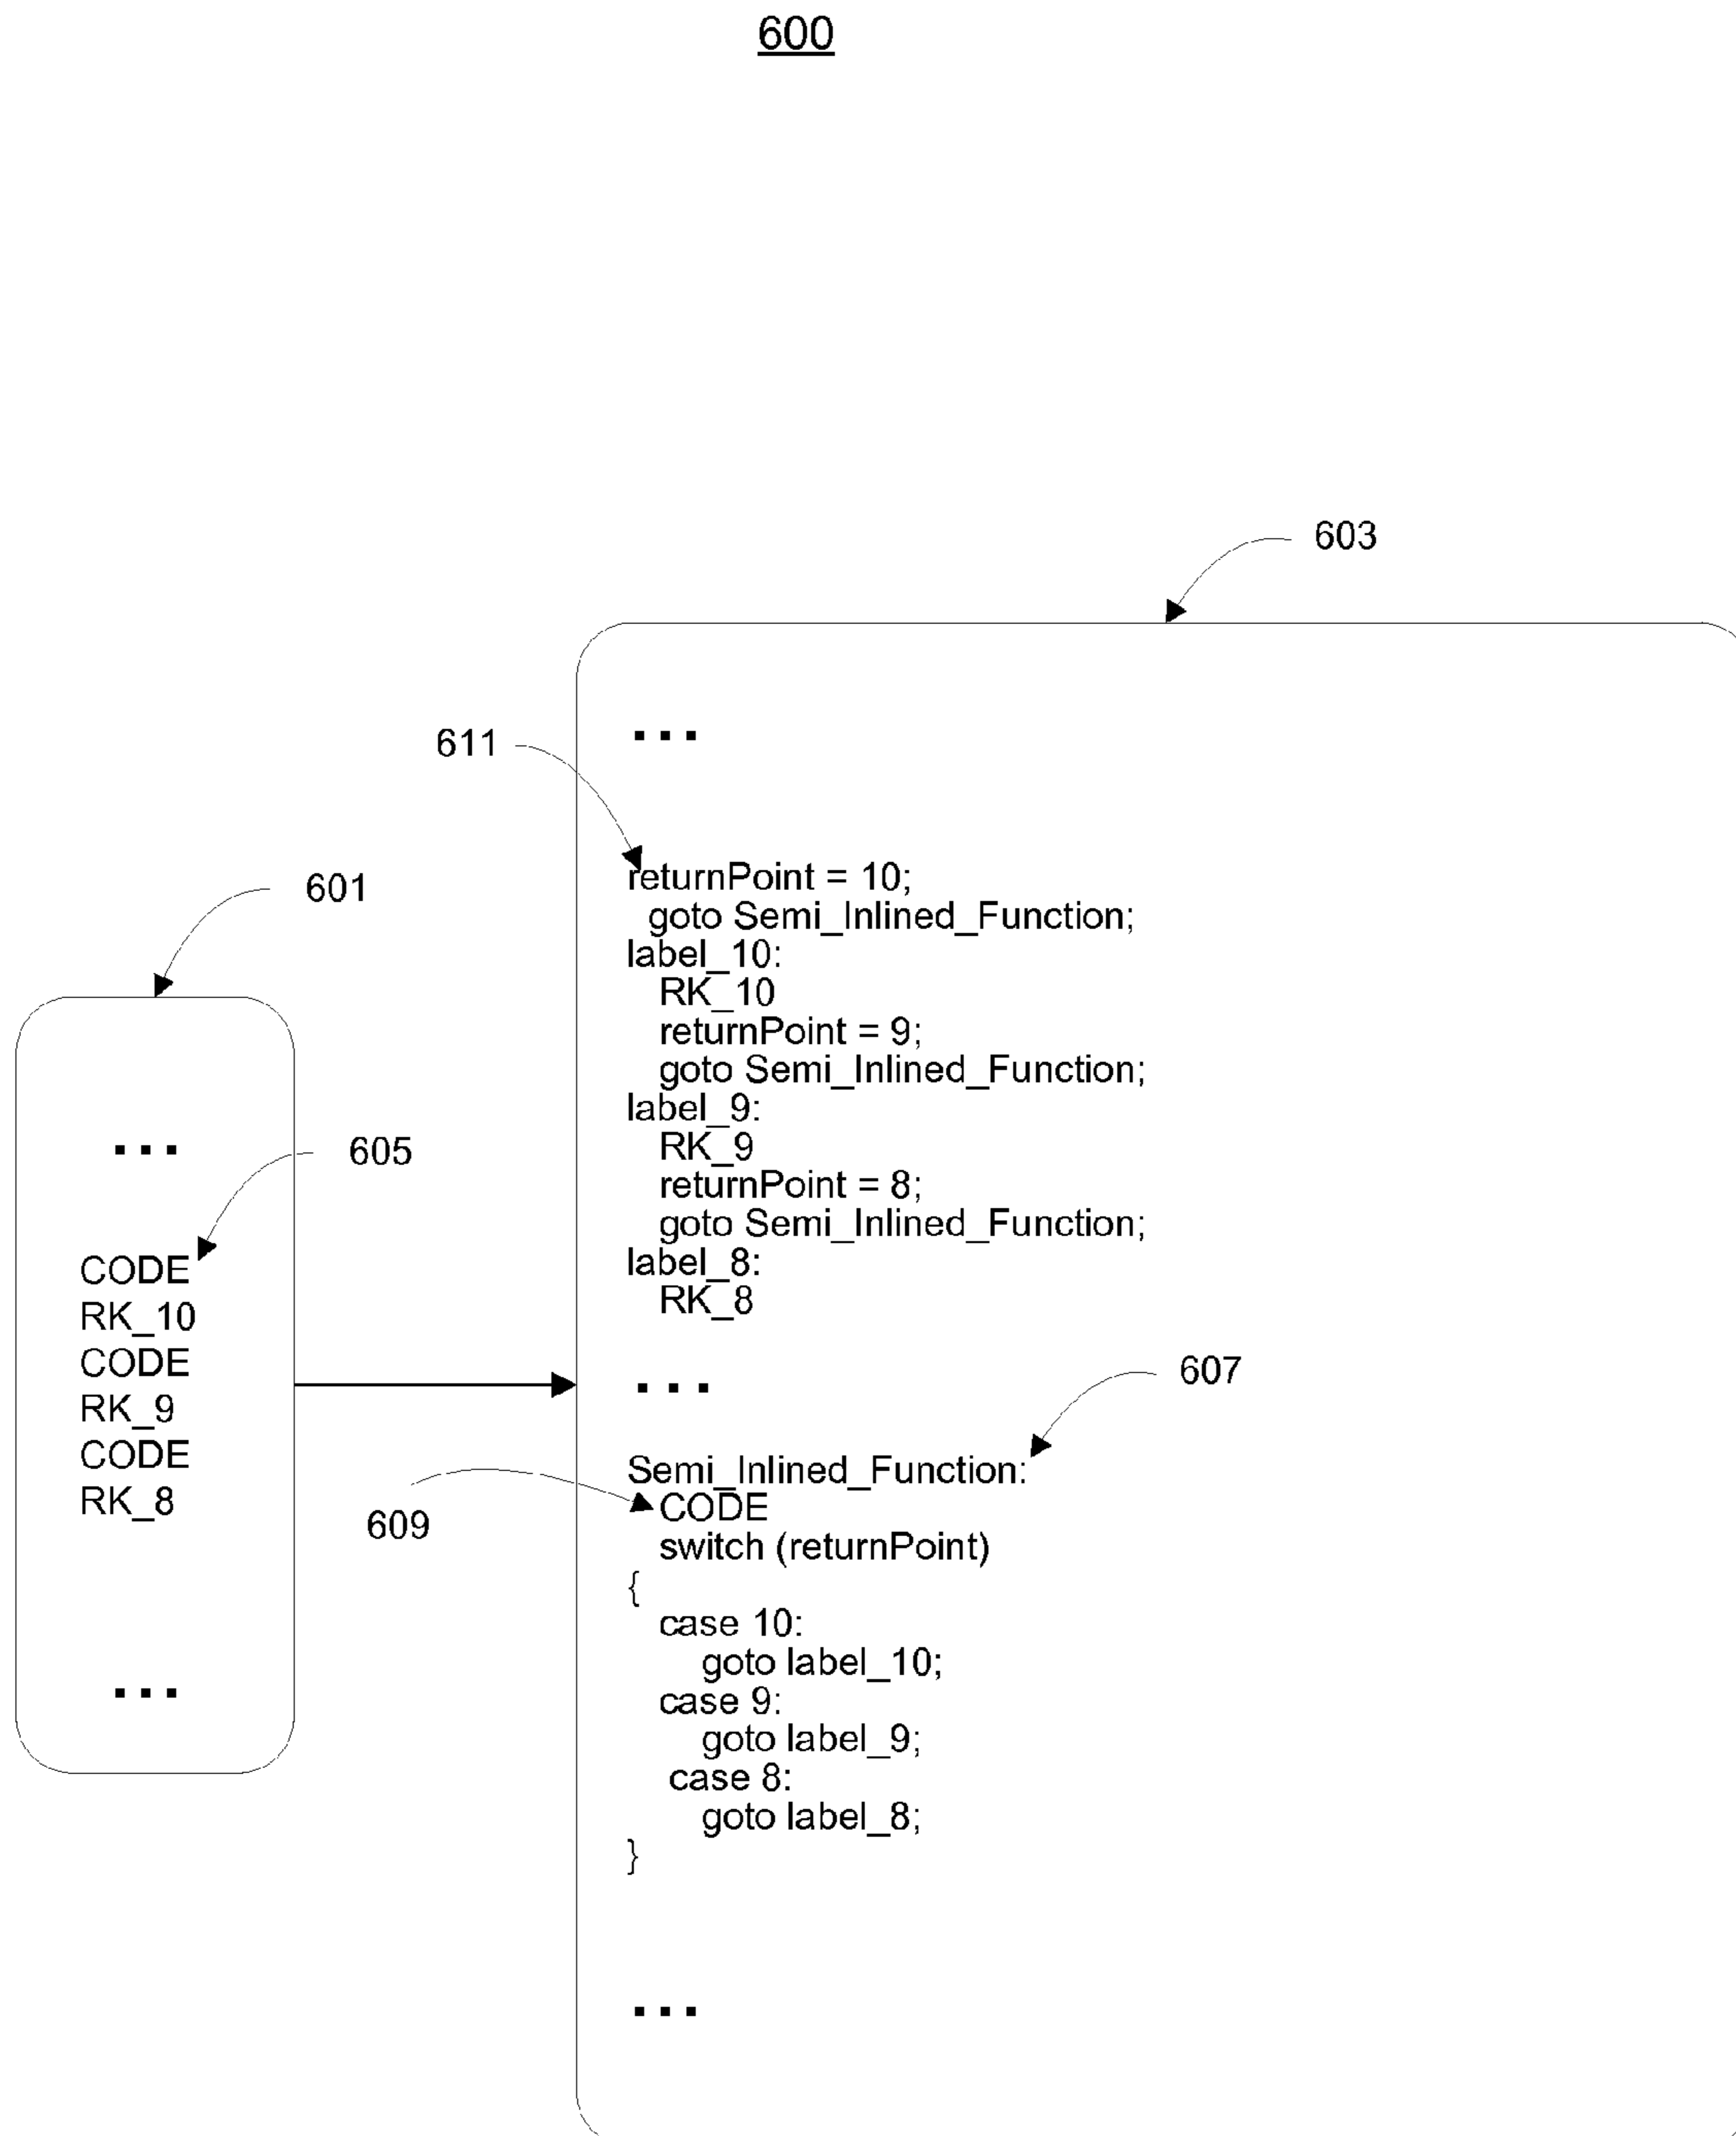 600
603
611
601
605
607
609
...
CODE
RK_10
CODE
RK_9
CODE
RK_8
...
...
returnPoint = 10;
goto Semi_Inlined_Function;
label_10:
RK_10
returnPoint = 9;
goto Semi_Inlined_Function;
label_9:
RK_9
returnPoint = 8;
goto Semi_Inlined_Function;
label_8:
RK_8
...
Semi_Inlined_Function:
CODE
switch (returnPoint)
{
case 10:
goto label_10;
case 9:
goto label_9;
case 8:
goto label_8;
}
...